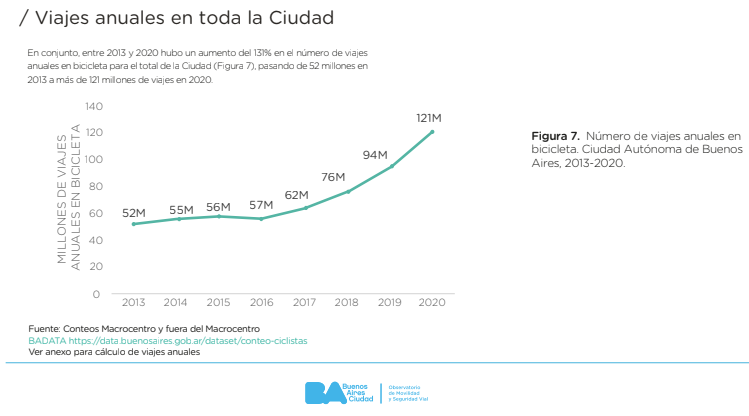 / Viajes anuales en toda la Ciudad
En conjunto, entre 2013 y 2020 hubo un aumento del 131% en el número de viajes
anuales en bicicleta para el total de la Ciudad (Figura 7), pasando de 52 millones en
2013 a más de 121 millones de viajes en 2020.
MILLONES DE VIAJES
ANUALES EN BICICLETA
140
120
100
80
60
40
20
0
52M
55M
56M
57M
62M
76M
94M
121M
2013 2014 2015 2016 2017 2018 2019 2020
Figura 7. Número de viajes anuales en
bicicleta. Ciudad Autónoma de Buenos
Aires, 2013-2020.
Fuente: Conteos Macrocentro y fuera del Macrocentro
BADATA https://data.buenosaires.gob.ar/dataset/conteo-ciclistas
Ver anexo para cálculo de viajes anuales
BA
Buenos
Aires
Ciudad
Observatorio
de Movilidad
y Seguridad Vial